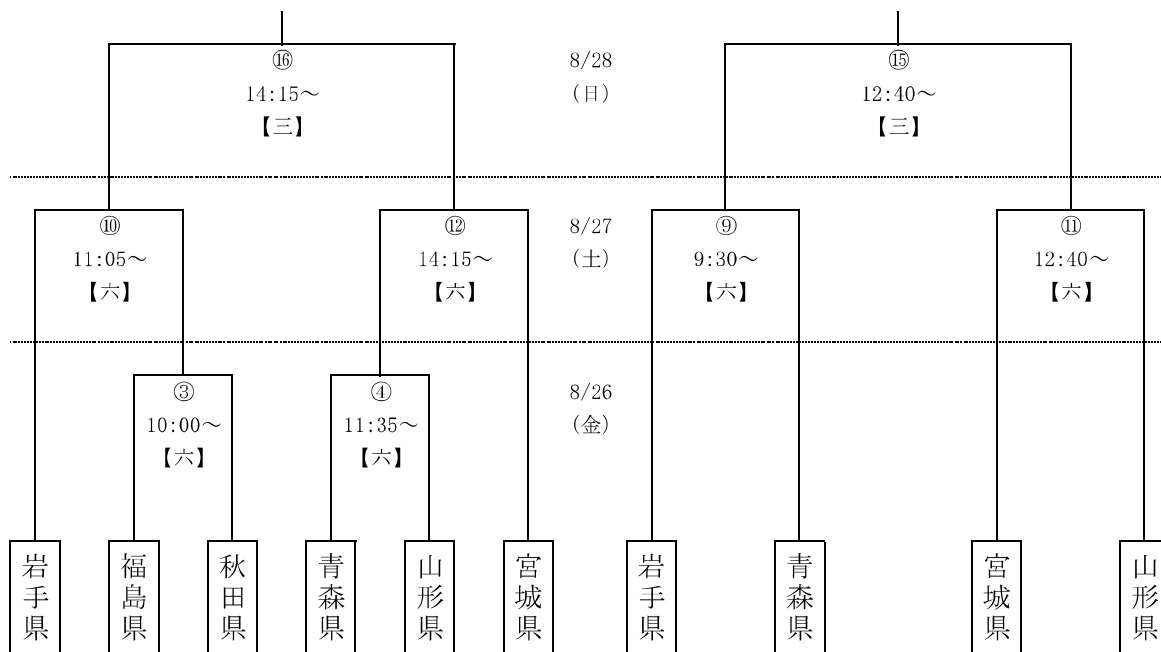 ⑯
14:15～
【三】
8/28
（日）
⑮
12:40～
【三】
⑩
11:05～
【六】
⑫
14:15～
【六】
8/27
（土）
⑨
9:30～
【六】
⑪
12:40～
【六】
③
10:00～
【六】
④
11:35～
【六】
8/26
（金）
岩手県
福島県
秋田県
青森県
山形県
宮城県
岩手県
青森県
宮城県
山形県